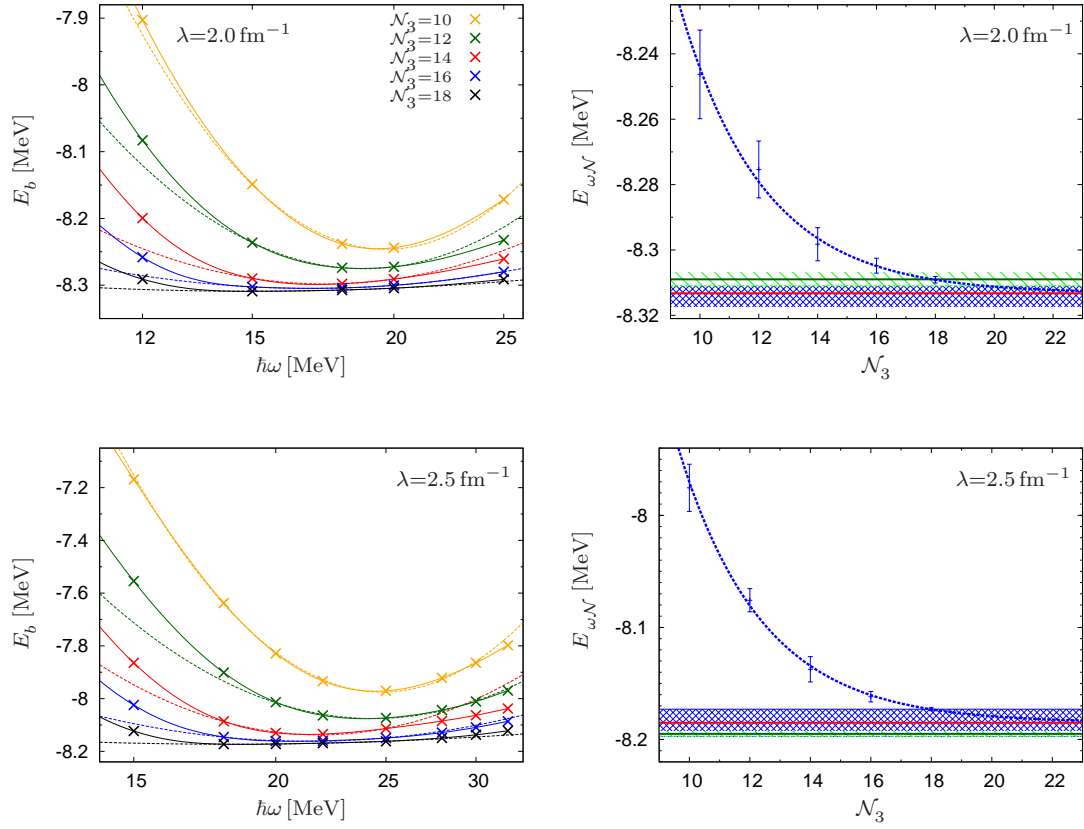 -7.9
-8
-8.1
-8.2
-8.3
E_b [MeV]
λ=2.0 fm⁻¹
𝒩₃=10
𝒩₃=12
𝒩₃=14
𝒩₃=16
𝒩₃=18
12
15
20
25
ħω [MeV]
-8.24
-8.26
-8.28
-8.3
-8.32
E_ω𝒩 [MeV]
λ=2.0 fm⁻¹
10 12 14 16 18 20 22
𝒩₃
-7.2
-7.4
-7.6
-7.8
-8
-8.2
E_b [MeV]
λ=2.5 fm⁻¹
15
20
25
30
ħω [MeV]
-8
-8.1
-8.2
E_ω𝒩 [MeV]
λ=2.5 fm⁻¹
10 12 14 16 18 20 22
𝒩₃